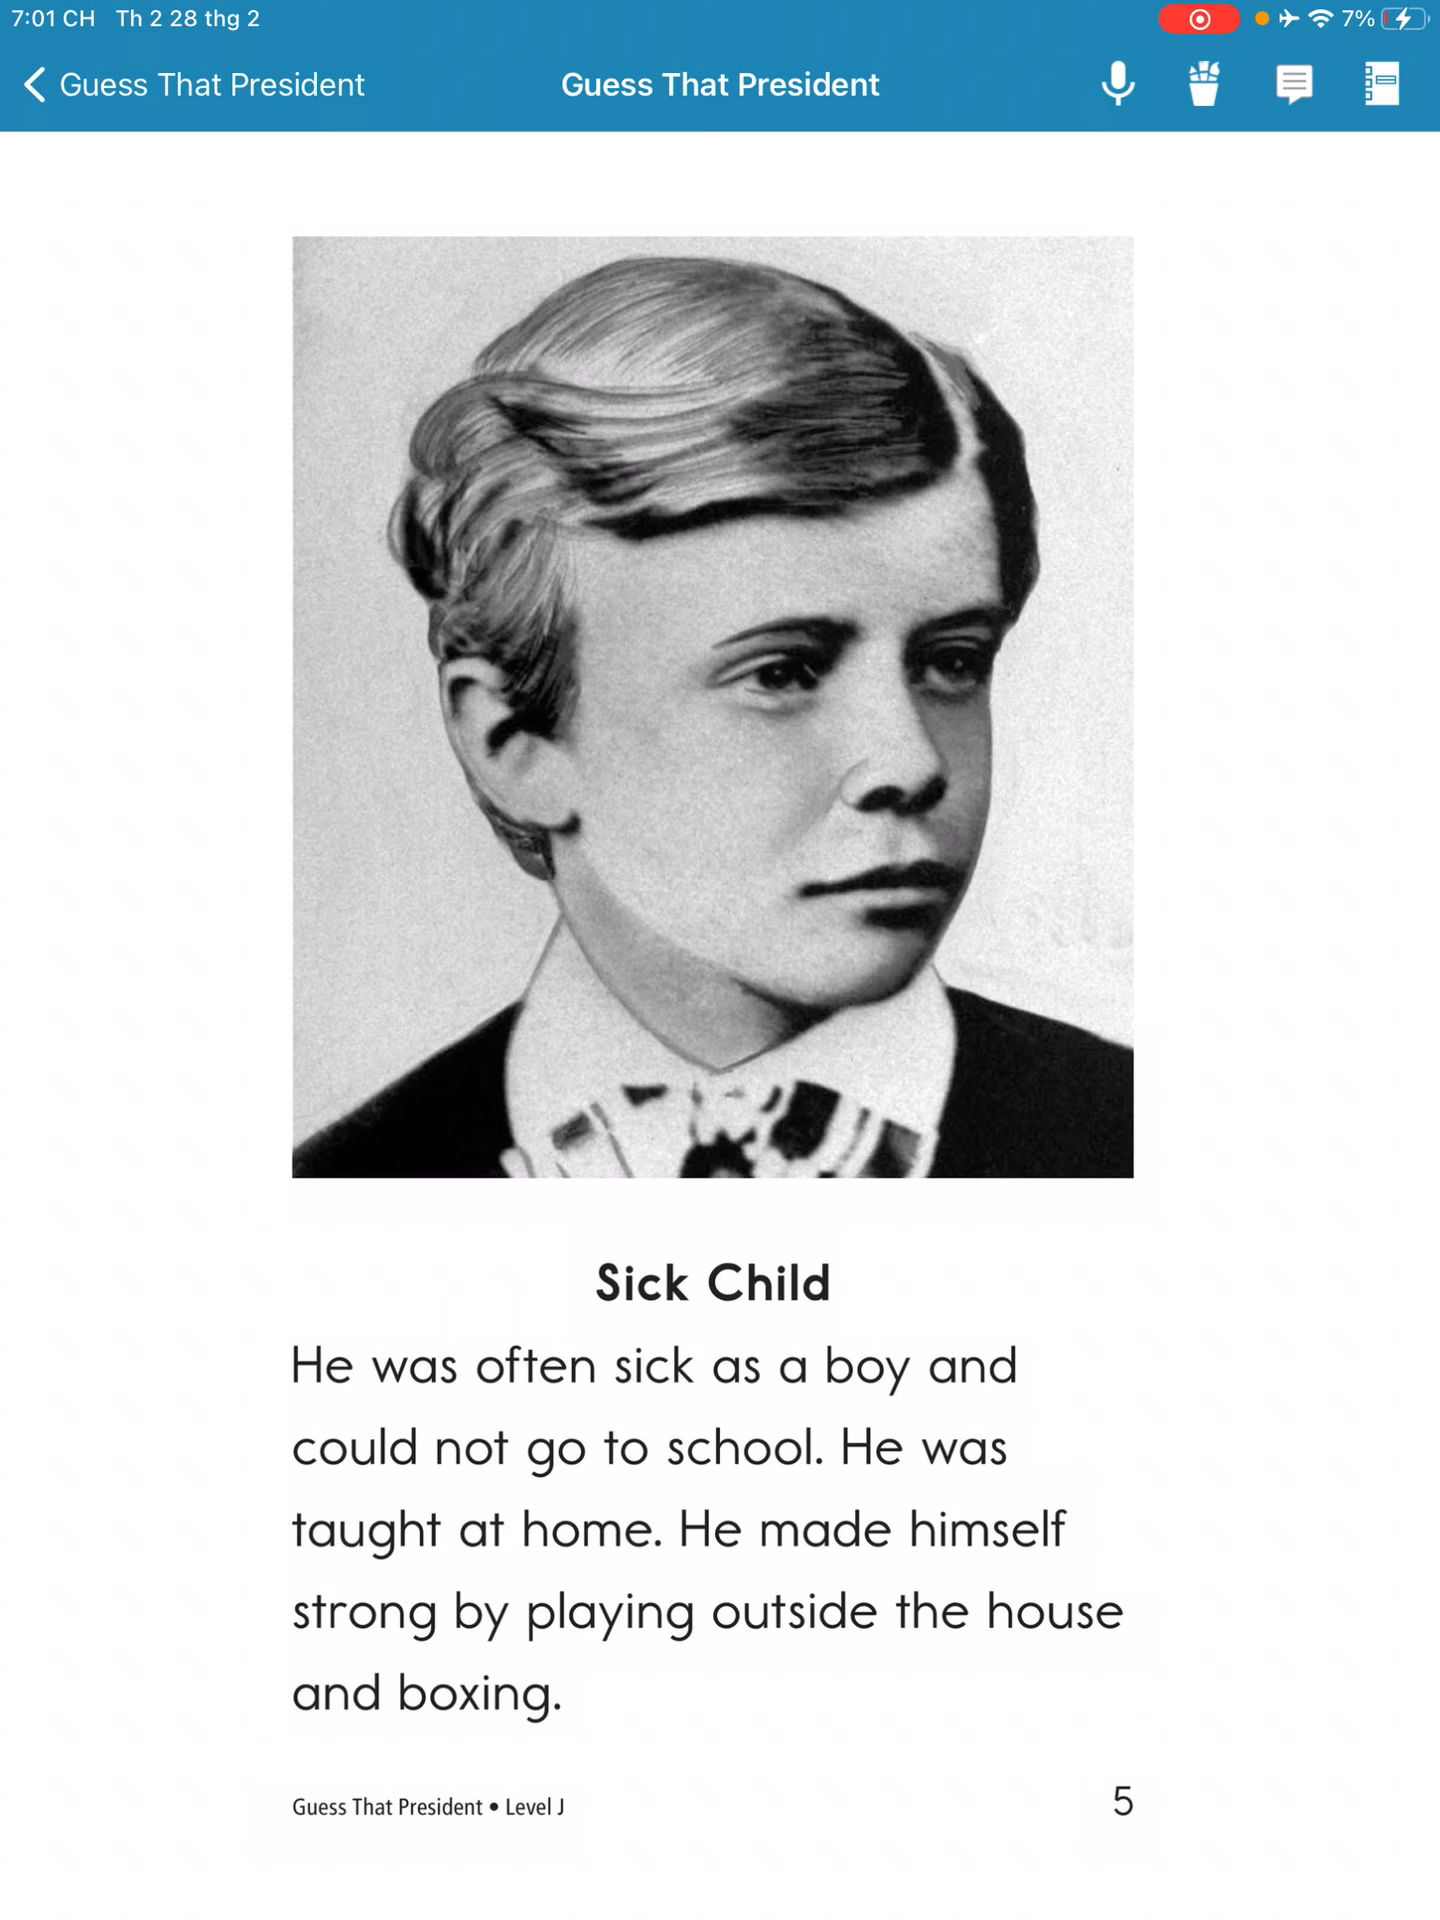 7:01 CH Th 2 28 thg 2
7%
Guess That President
Guess That President
Sick Child
He was often sick as a boy and
could not go to school. He was
taught at home. He made himself
strong by playing outside the house
and boxing.
Guess That President • Level J
5